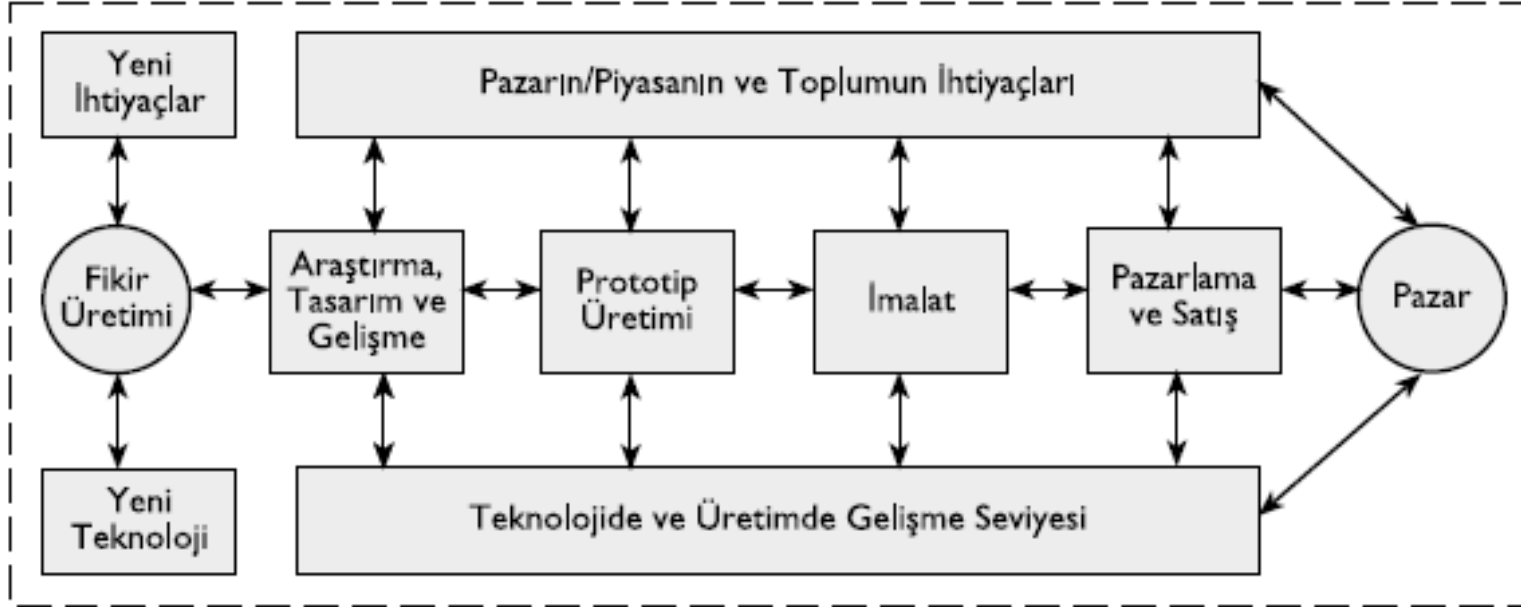 Yeni
İhtiyaçlar
Pazarın/Piyasanın ve Toplumun İhtiyaçları
Fikir
Üretimi
Araştırma,
Tasarım ve
Gelişme
Prototip
Üretimi
İmalat
Pazarlama
ve Satış
Pazar
Yeni
Teknoloji
Teknolojide ve Üretimde Gelişme Seviyesi